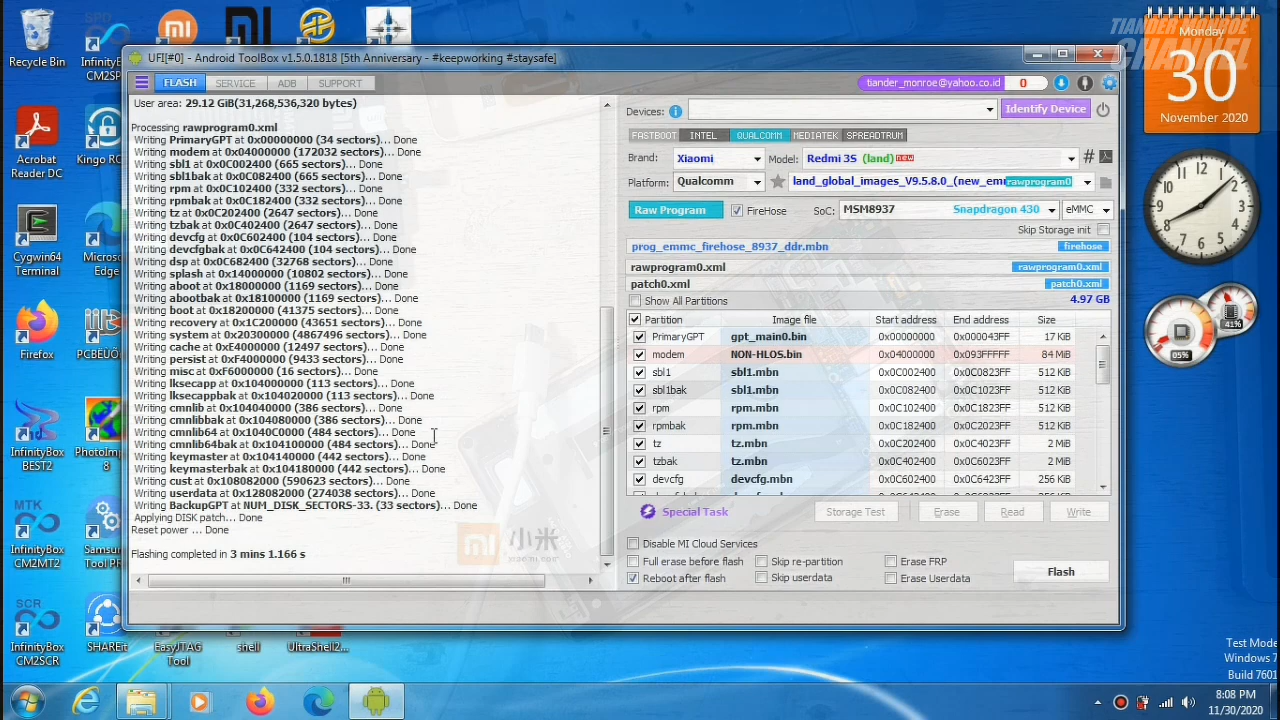 TIANDER MONROE
CHANNEL
Monday
30
November 2020
Recycle Bin
InfinityB
CM2SP
Acrobat
Reader DC
Kingo RC
Cygwin64
Terminal
Microsof
Edge
Firefox
PCBEÜ
InfinityBox
BEST2
PhotoImp
8
MTK
InfinityBox
CM2MT2
Samsun
Tool PR
SCR
InfinityBox
CM2SCR
SHAREit
EasyJTAG
Tool
shell
UltraShell2...
UFI[#0] - Android ToolBox v1.5.0.1818 [5th Anniversary - #keepworking #staysafe]
FLASH SERVICE ADB SUPPORT
tiander_monroe@yahoo.co.id 0
User area: 29.12 GiB(31,268,536,320 bytes)
Processing rawprogram0.xml
Writing PrimaryGPT at 0x00000000 (34 sectors)... Done
Writing modem at 0x04000000 (172032 sectors)... Done
Writing sbl1 at 0x0C002400 (665 sectors)... Done
Writing sbl1bak at 0x0C082400 (665 sectors)... Done
Writing rpm at 0x0C102400 (332 sectors)... Done
Writing rpmbak at 0x0C182400 (332 sectors)... Done
Writing tz at 0x0C202400 (2647 sectors)... Done
Writing tzbak at 0x0C402400 (2647 sectors)... Done
Writing devcfg at 0x0C602400 (104 sectors)... Done
Writing devcfgbak at 0x0C642400 (104 sectors)... Done
Writing dsp at 0x0C682400 (32768 sectors)... Done
Writing splash at 0x14000000 (10802 sectors)... Done
Writing aboot at 0x18000000 (1169 sectors)... Done
Writing abootbak at 0x18100000 (1169 sectors)... Done
Writing boot at 0x18200000 (41375 sectors)... Done
Writing recovery at 0x1C200000 (43651 sectors)... Done
Writing system at 0x20300000 (4867496 sectors)... Done
Writing cache at 0xE4000000 (12497 sectors)... Done
Writing persist at 0xF4000000 (9433 sectors)... Done
Writing misc at 0xF6000000 (16 sectors)... Done
Writing lksecapp at 0x104000000 (113 sectors)... Done
Writing lksecappbak at 0x104020000 (113 sectors)... Done
Writing cmnlib at 0x104040000 (386 sectors)... Done
Writing cmnlibbak at 0x104080000 (386 sectors)... Done
Writing cmnlib64 at 0x1040C0000 (484 sectors)... Done
Writing cmnlib64bak at 0x104100000 (484 sectors)... Done
Writing keymaster at 0x104140000 (442 sectors)... Done
Writing keymasterbak at 0x104180000 (442 sectors)... Done
Writing cust at 0x108082000 (590623 sectors)... Done
Writing userdata at 0x128082000 (274038 sectors)... Done
Writing BackupGPT at NUM_DISK_SECTORS-33. (33 sectors)... Done
Applying DISK patch... Done
Reset power ... Done
Flashing completed in 3 mins 1.166 s
小米
Devices: Identify Device
FASTBOOT INTEL QUALCOMM MEDIATEK SPREADTRUM
Brand: Xiaomi Model: Redmi 3S (land) new #
Platform: Qualcomm land_global_images_V9.5.8.0_(new_em rawprogram0
Raw Program FireHose SoC: MSM8937 Snapdragon 430 eMMC
Skip Storage init
prog_emmc_firehose_8937_ddr.mbn firehose
rawprogram0.xml rawprogram0.xml
patch0.xml patch0.xml
Show All Partitions 4.97 GB
Partition Image file Start address End address Size
PrimaryGPT gpt_main0.bin 0x00000000 0x000043FF 17 KiB
modem NON-HLOS.bin 0x04000000 0x093FFFFF 84 MiB
sbl1 sbl1.mbn 0x0C002400 0x0C0823FF 512 KiB
sbl1bak sbl1.mbn 0x0C082400 0x0C1023FF 512 KiB
rpm rpm.mbn 0x0C102400 0x0C1823FF 512 KiB
rpmbak rpm.mbn 0x0C182400 0x0C2023FF 512 KiB
tz tz.mbn 0x0C202400 0x0C4023FF 2 MiB
tzbak tz.mbn 0x0C402400 0x0C6023FF 2 MiB
devcfg devcfg.mbn 0x0C602400 0x0C6423FF 256 KiB
Special Task Storage Test Erase Read Write
Disable MI Cloud Services
Full erase before flash Skip re-partition Erase FRP
Reboot after flash Skip userdata Erase Userdata
Flash
05%
41%
Test Mode
Windows 7
Build 7601
8:08 PM
11/30/2020